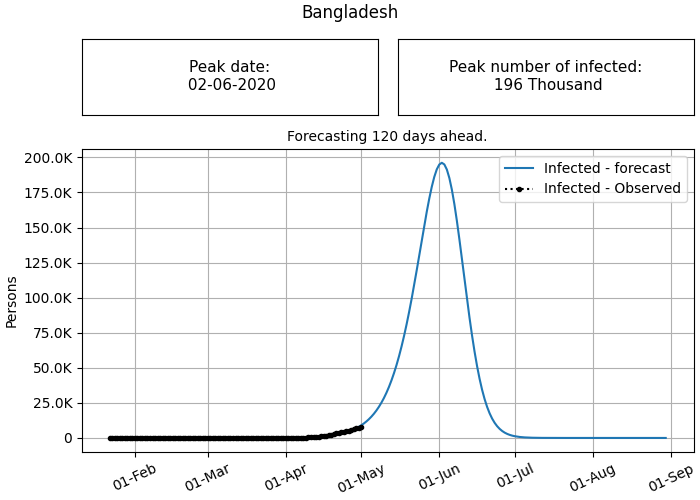 Bangladesh
Peak date:
02-06-2020
Peak number of infected:
196 Thousand
Forecasting 120 days ahead.
Infected - forecast
Infected - Observed
Persons
200.0K
175.0K
150.0K
125.0K
100.0K
75.0K
50.0K
25.0K
0
01-Feb
01-Mar
01-Apr
01-May
01-Jun
01-Jul
01-Aug
01-Sep